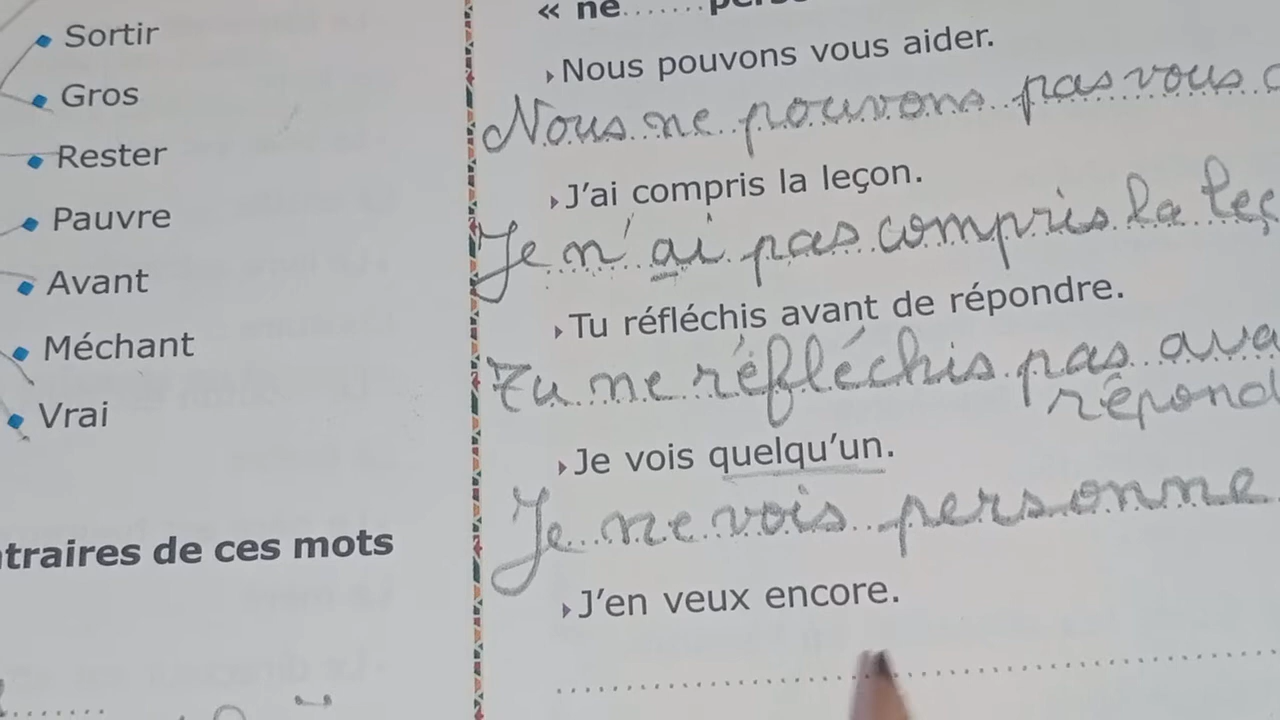 Sortir
Gros
Rester
Pauvre
Avant
Méchant
Vrai
traires de ces mots
« ne.......
Nous pouvons vous aider.
Nous ne pouvons pas vous
J'ai compris la leçon.
Je n'ai pas compris la
Tu réfléchis avant de répondre.
Tu ne réfléchis pas
Je vois quelqu'un.
Je ne vois personne
J'en veux encore.